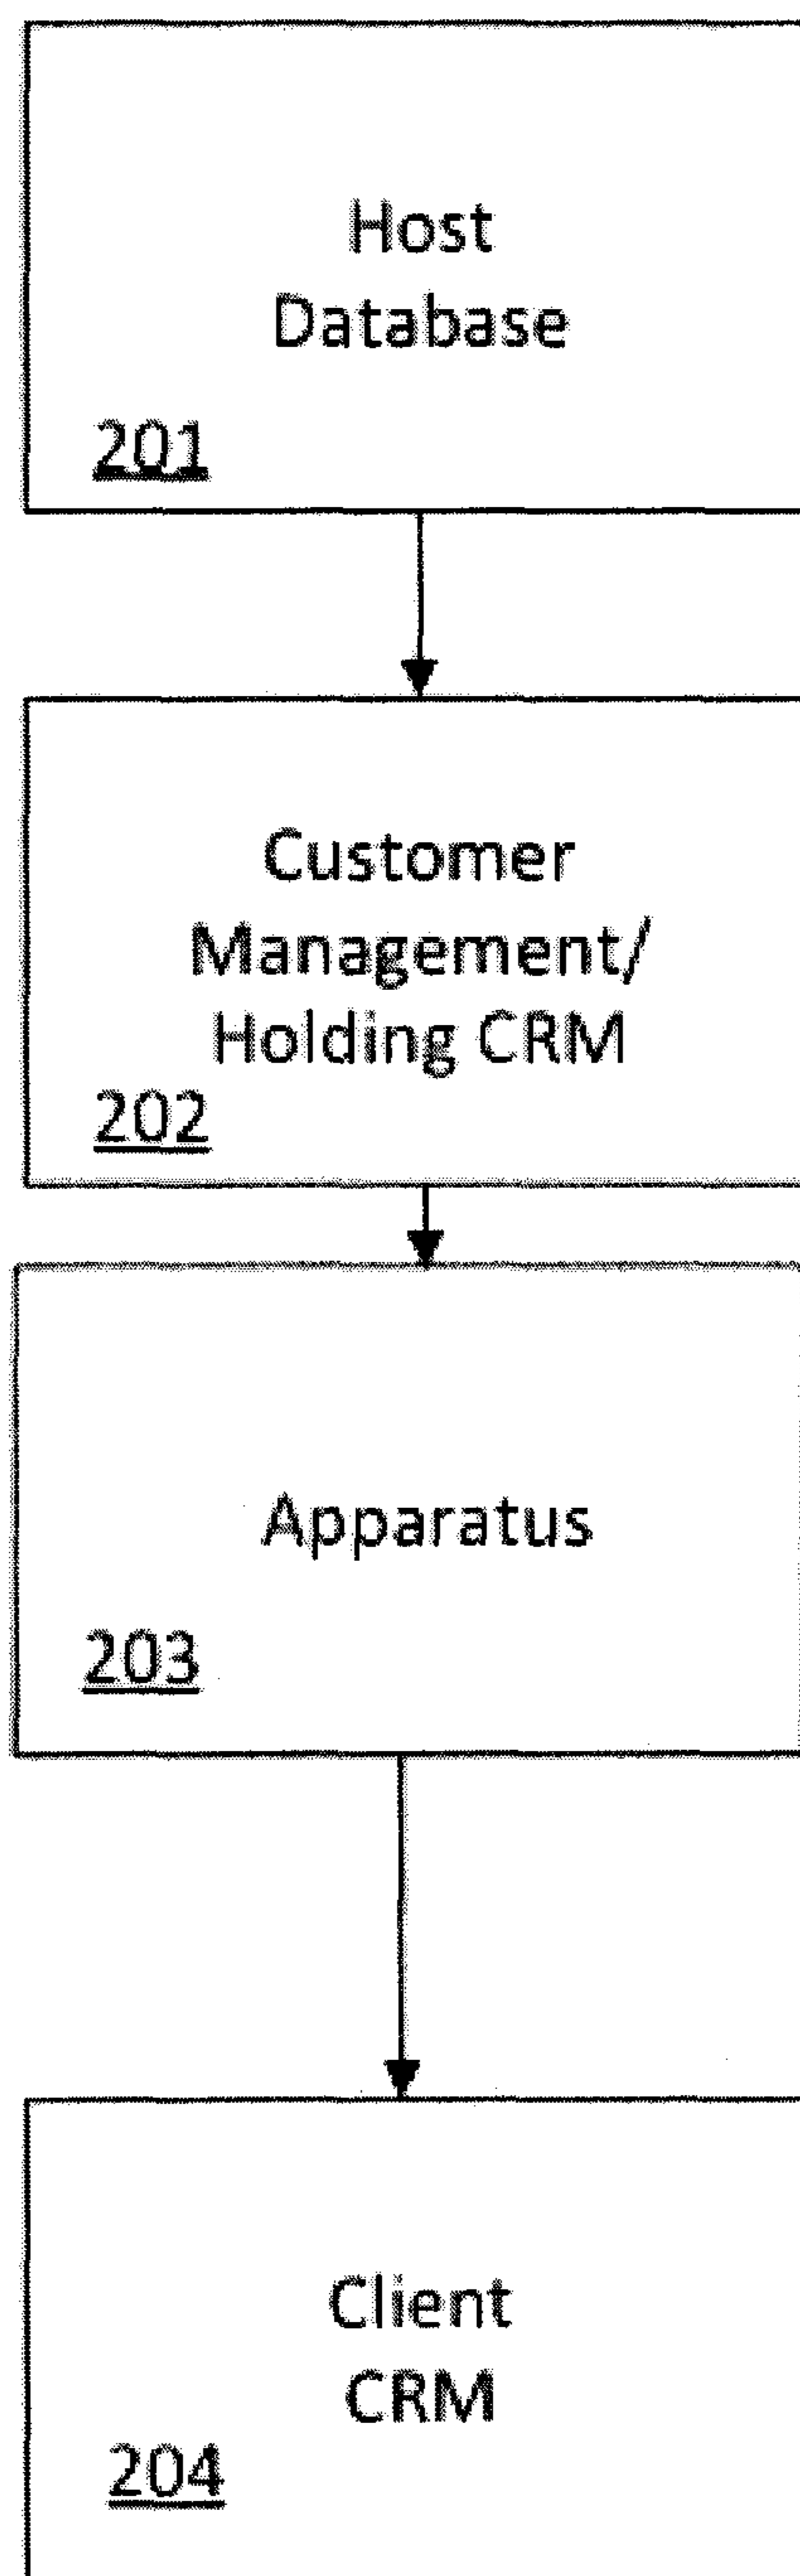 Host
Database
201
Customer
Management/
Holding CRM
202
Apparatus
203
Client
CRM
204